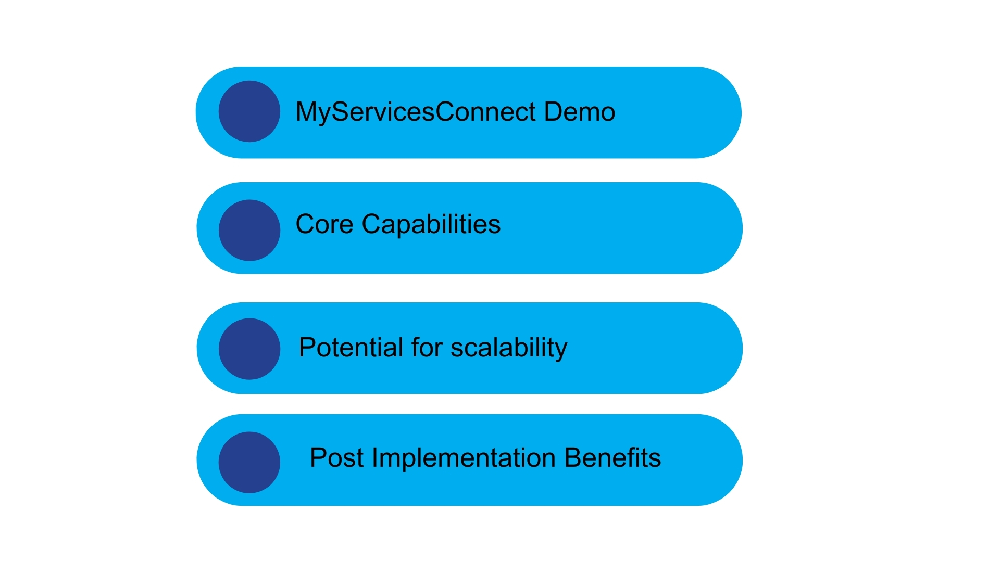 MyServicesConnect Demo
Core Capabilities
Potential for scalability
Post Implementation Benefits